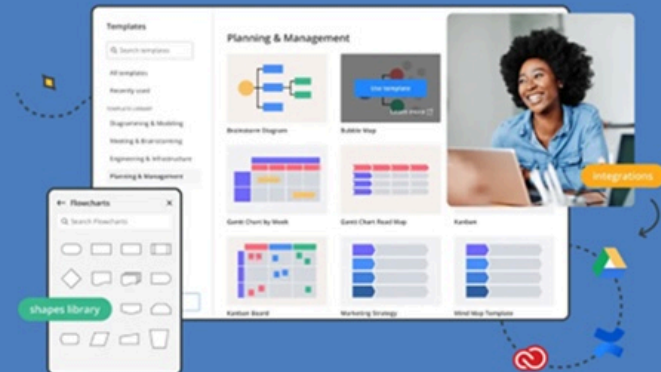 Templates
Search templates
All templates
Recently used
TEMPLATE LIBRARY
Diagramming & Modeling
Meeting & Brainstorming
Engineering & Infrastructure
Planning & Management
Planning & Management
Use template
Brainstorm Diagram
Bubble Map
Gantt Chart by Week
Gantt Chart Road Map
Kanban
Kanban Board
Marketing Strategy
Mind Map Template
integrations
Flowcharts
Search Flowcharts
shapes library